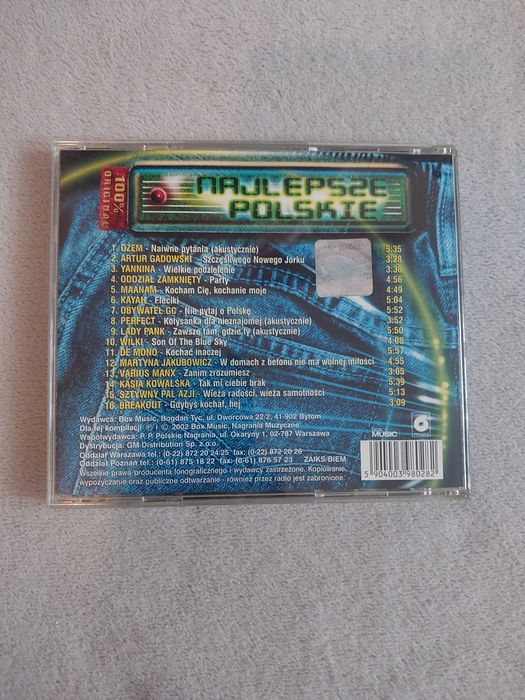 100%
ORIGINAL
NAJLEPSZE
POLSKIE
1. DŻEM - Naiwne pytania (akustycznie) 5:35
2. ARTUR GADOWSKI - Szczęśliwego Nowego Jorku 3:28
3. YANNINA - Wielkie podzielenie 3:36
4. ODDZIAŁ ZAMKNIĘTY - Party 4:56
5. MAANAM - Kocham Cię, kochanie moje 4:49
6. KAYAH - Fleciki 5:04
7. OBYWATEL GC - Nie pytaj o Polskę 5:52
8. PERFECT - Kołysanka dla nieznajomej (akustycznie) 3:52
9. LADY PANK - Zawsze tam, gdzie ty (akustycznie) 5:50
10. WILKI - Son Of The Blue Sky 4:08
11. DE MONO - Kochać inaczej 5:57
12. MARTYNA JAKUBOWICZ - W domach z betonu nie ma wolnej miłości 4:55
13. VARIUS MANX - Zanim zrozumiesz 3:05
14. KASIA KOWALSKA - Tak mi ciebie brak 5:39
15. SZTYWNY PAL AZJI - Wieża radości, wieża samotności 5:13
16. BREAKOUT - Gdybyś kochał, hej 3:09
Wydawca: Box Music, Bogdan Tyc, ul. Dworcowa 22/2, 41-902 Bytom
Dla tej kompilacji ℗ i © 2002 Box Music, Nagrania Muzyczne
Współwydawca: P. P. Polskie Nagrania, ul. Okaryny 1, 02-787 Warszawa
Dystrybucja: GM Distribution Sp. z o.o.
Oddział Warszawa tel. (0-22) 872 20 24/25 fax (0-22) 872 20 26
Oddział Poznań tel.: (0-61) 875 18 22 fax: (0-61) 876 57 23 ZAIKS/BIEM
Wszelkie prawa producenta fonograficznego i wydawcy zastrzeżone. Kopiowanie,
wypożyczanie oraz publiczne odtwarzanie - również przez radio jest zabronione.
MUSIC
5 904003 980282